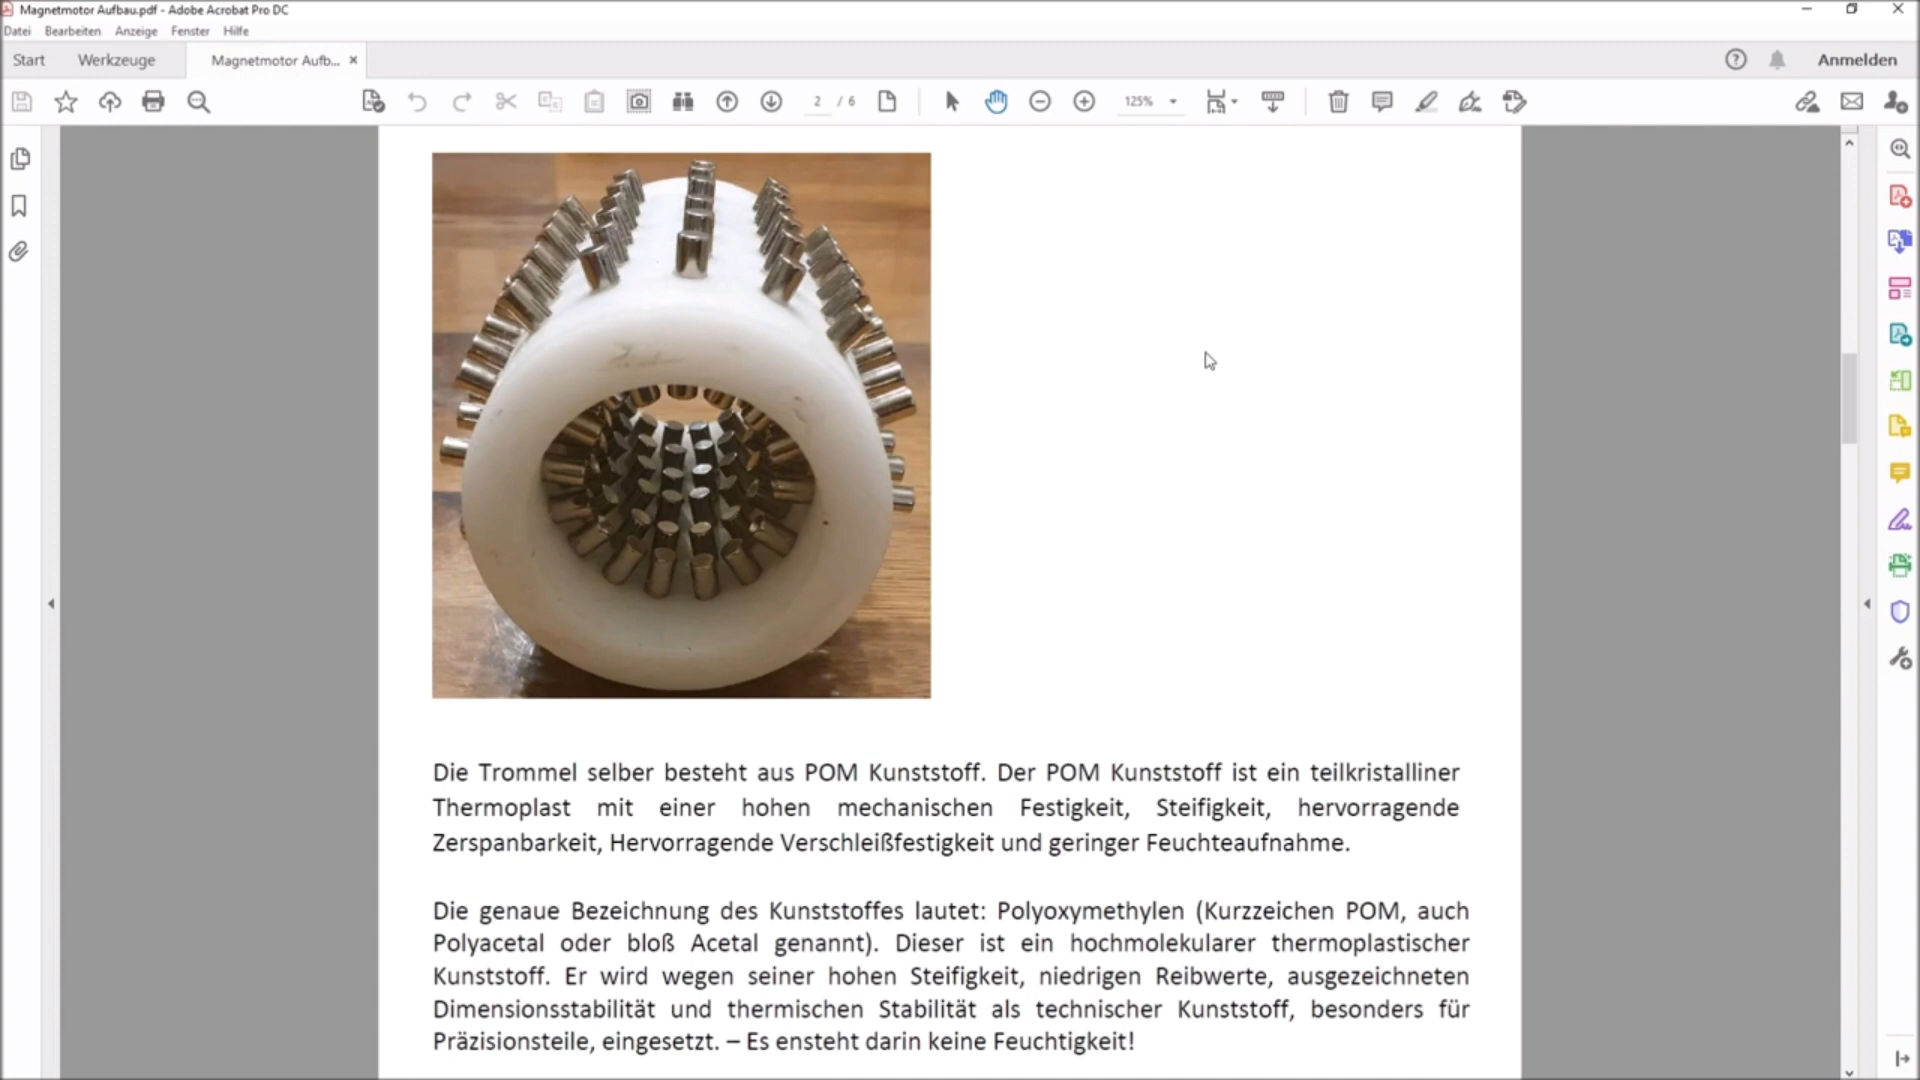 Magnetmotor Aufbau.pdf - Adobe Acrobat Pro DC
Datei Bearbeiten Anzeige Fenster Hilfe
Start Werkzeuge Magnetmotor Aufb... Anmelden
2 / 6 125%
Die Trommel selber besteht aus POM Kunststoff. Der POM Kunststoff ist ein teilkristalliner
Thermoplast mit einer hohen mechanischen Festigkeit, Steifigkeit, hervorragende
Zerspanbarkeit, Hervorragende Verschleißfestigkeit und geringer Feuchteaufnahme.
Die genaue Bezeichnung des Kunststoffes lautet: Polyoxymethylen (Kurzzeichen POM, auch
Polyacetal oder bloß Acetal genannt). Dieser ist ein hochmolekularer thermoplastischer
Kunststoff. Er wird wegen seiner hohen Steifigkeit, niedrigen Reibwerte, ausgezeichneten
Dimensionsstabilität und thermischen Stabilität als technischer Kunststoff, besonders für
Präzisionsteile, eingesetzt. – Es ensteht darin keine Feuchtigkeit!